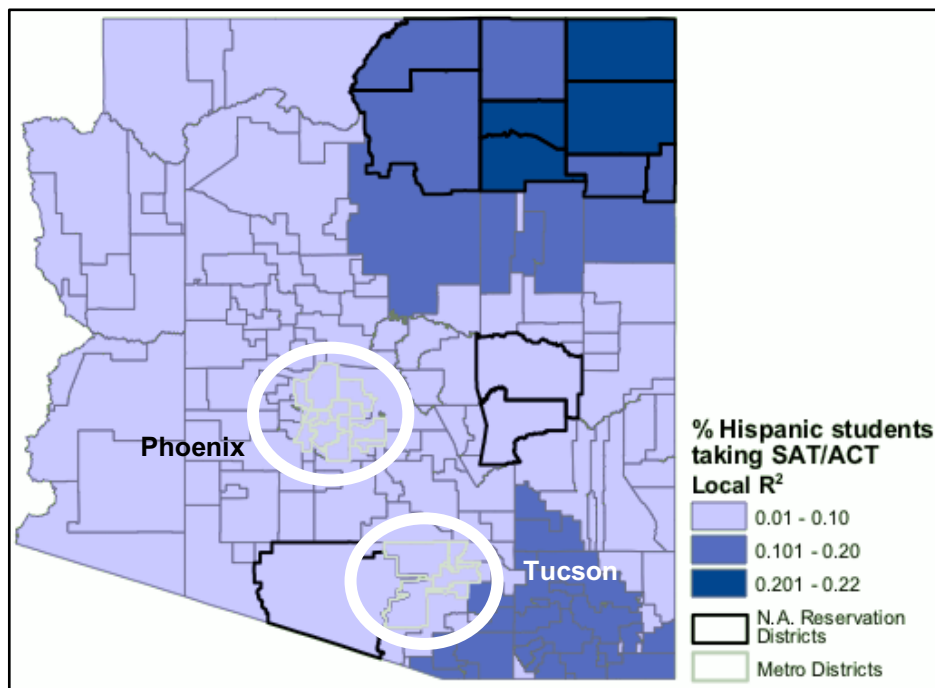 Phoenix
Tucson
% Hispanic students
taking SAT/ACT
Local R²
0.01 - 0.10
0.101 - 0.20
0.201 - 0.22
N.A. Reservation
Districts
Metro Districts